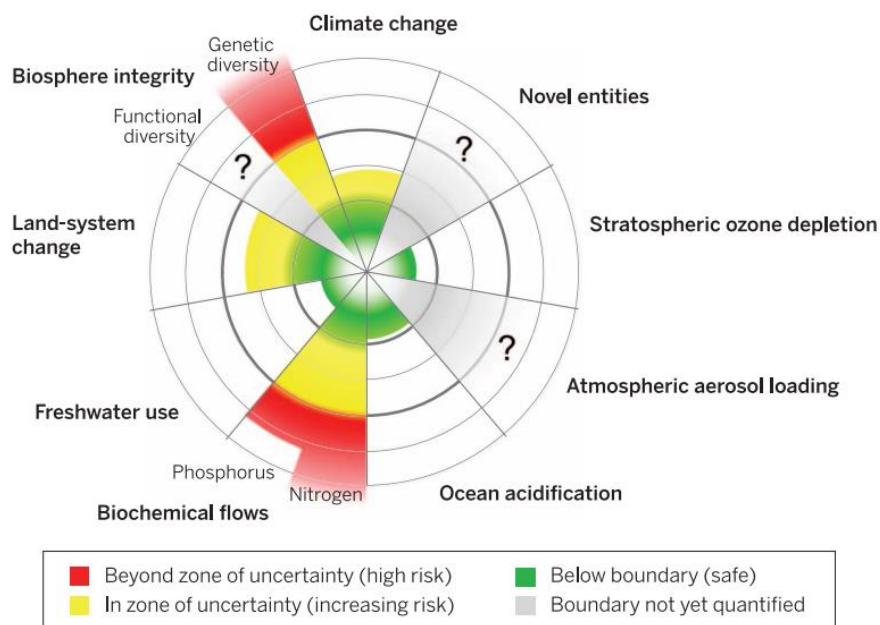 Climate change
Genetic
diversity
Biosphere integrity
Novel entities
Functional
diversity
?
?
Land-system
change
Stratospheric ozone depletion
?
Atmospheric aerosol loading
Freshwater use
Phosphorus
Nitrogen
Ocean acidification
Biochemical flows
Beyond zone of uncertainty (high risk)
In zone of uncertainty (increasing risk)
Below boundary (safe)
Boundary not yet quantified